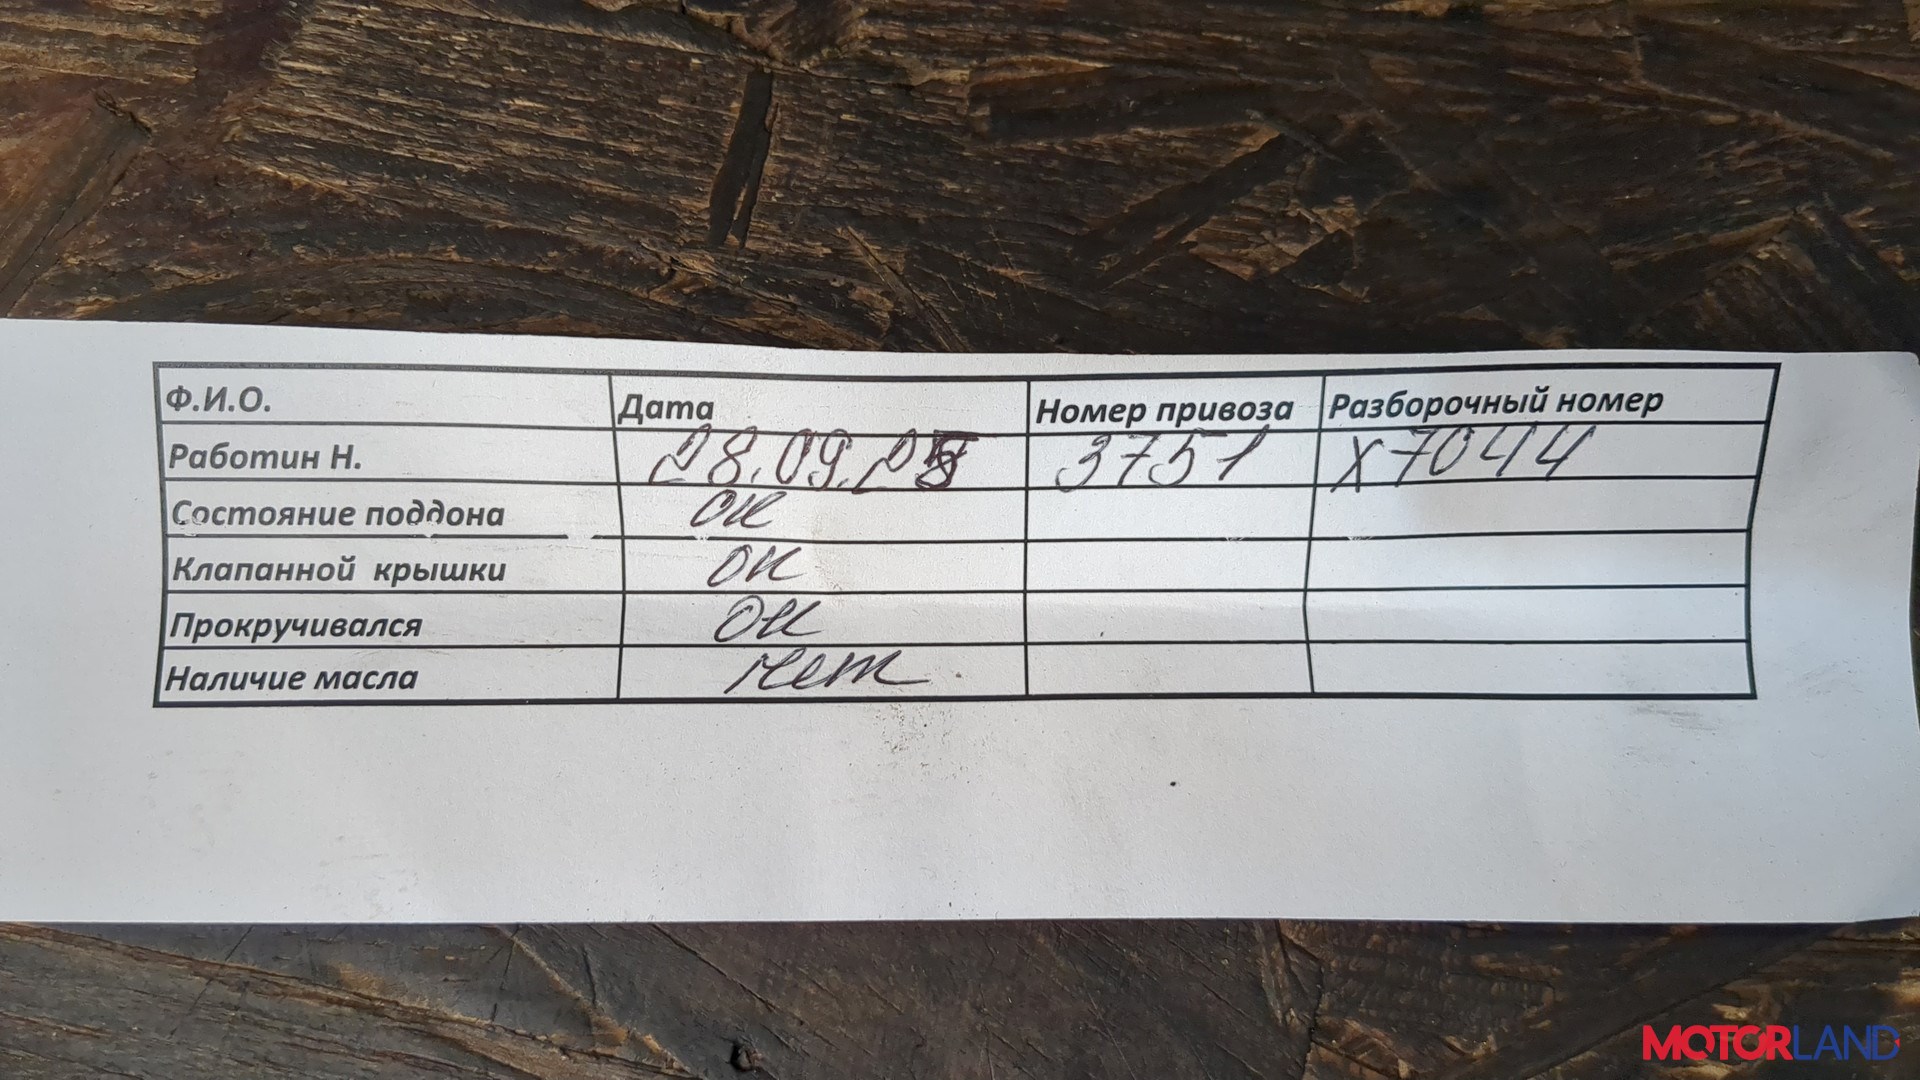 Ф.И.О. Дата Номер привоза Разборочный номер
Работин Н. 28.09.25 3751 х7044
Состояние поддона ок
Клапанной крышки ок
Прокручивался ок
Наличие масла нет
MOTORLAND